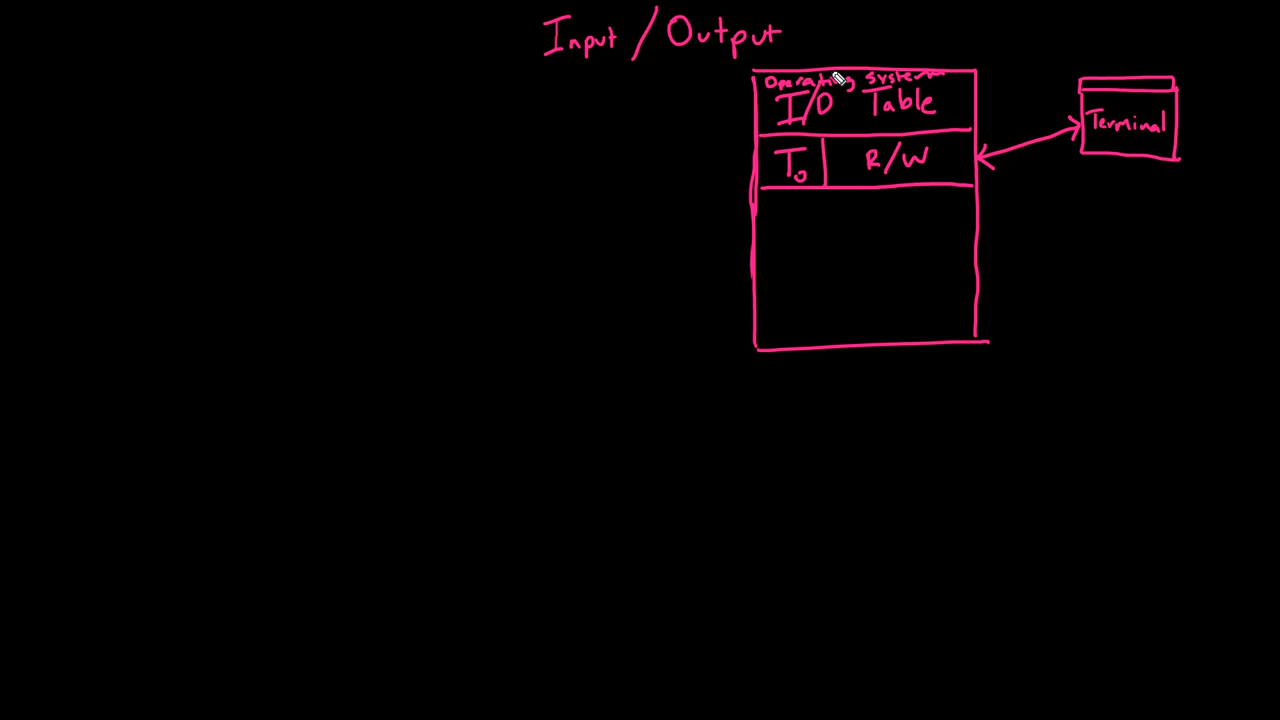 Input / Output
Operating System
I/O Table
Terminal
T0 R/W